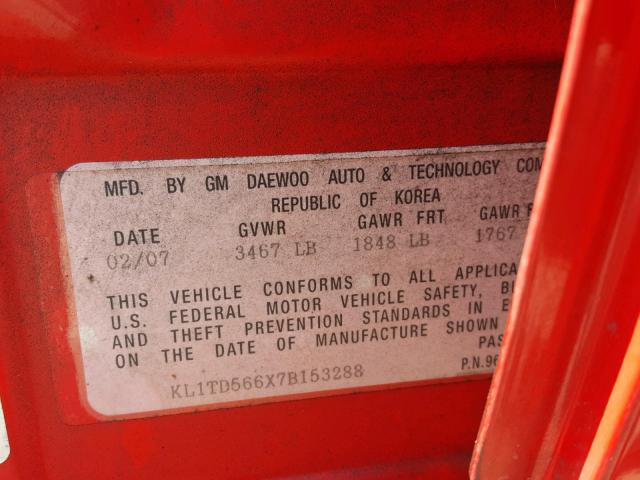 MFD. BY GM DAEWOO AUTO & TECHNOLOGY COM
REPUBLIC OF KOREA
DATE GVWR GAWR FRT GAWR
02/07 3467 LB 1848 LB 1767
THIS VEHICLE CONFORMS TO ALL APPLICA
U.S. FEDERAL MOTOR VEHICLE SAFETY,
AND THEFT PREVENTION STANDARDS IN
ON THE DATE OF MANUFACTURE SHOWN
PAS
P.N.96
KL1TD566X7B153288